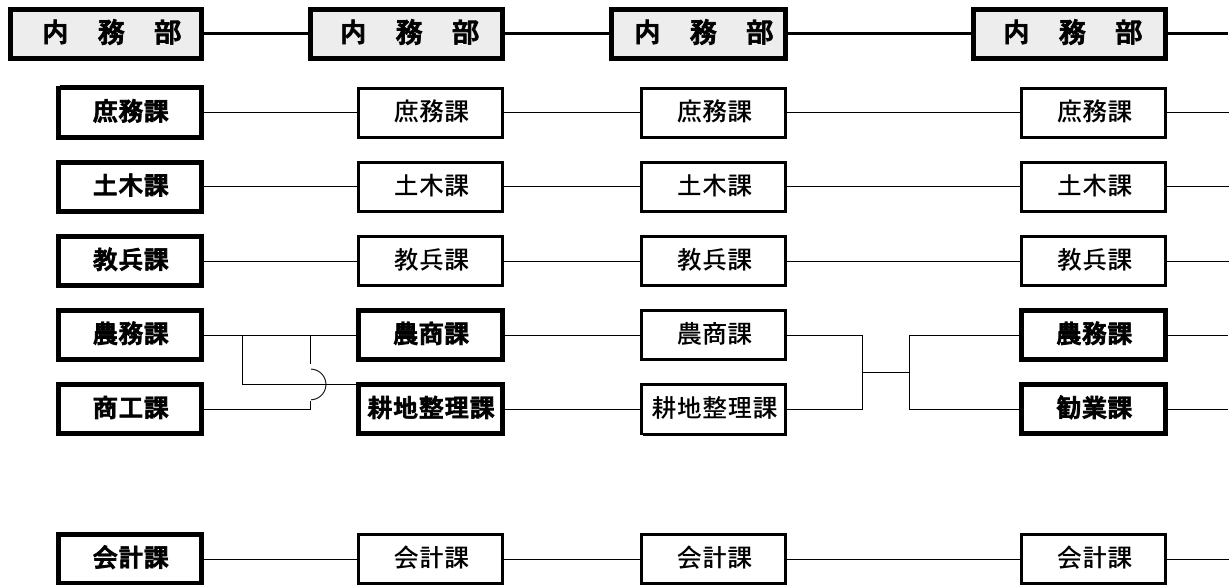 内 務 部 内 務 部 内 務 部 内 務 部
庶務課 庶務課 庶務課 庶務課
土木課 土木課 土木課 土木課
教兵課 教兵課 教兵課 教兵課
農務課 農商課 農商課 農務課
商工課 耕地整理課 耕地整理課 勧業課
会計課 会計課 会計課 会計課